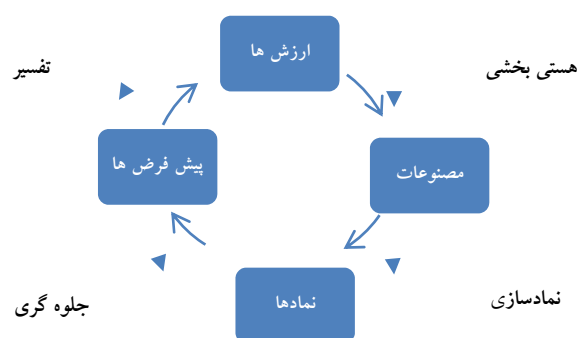 ارزش ها
هستی بخشی
تفسیر
مصنوعات
پیش فرض ها
نمادسازی
جلوه گری
نمادها